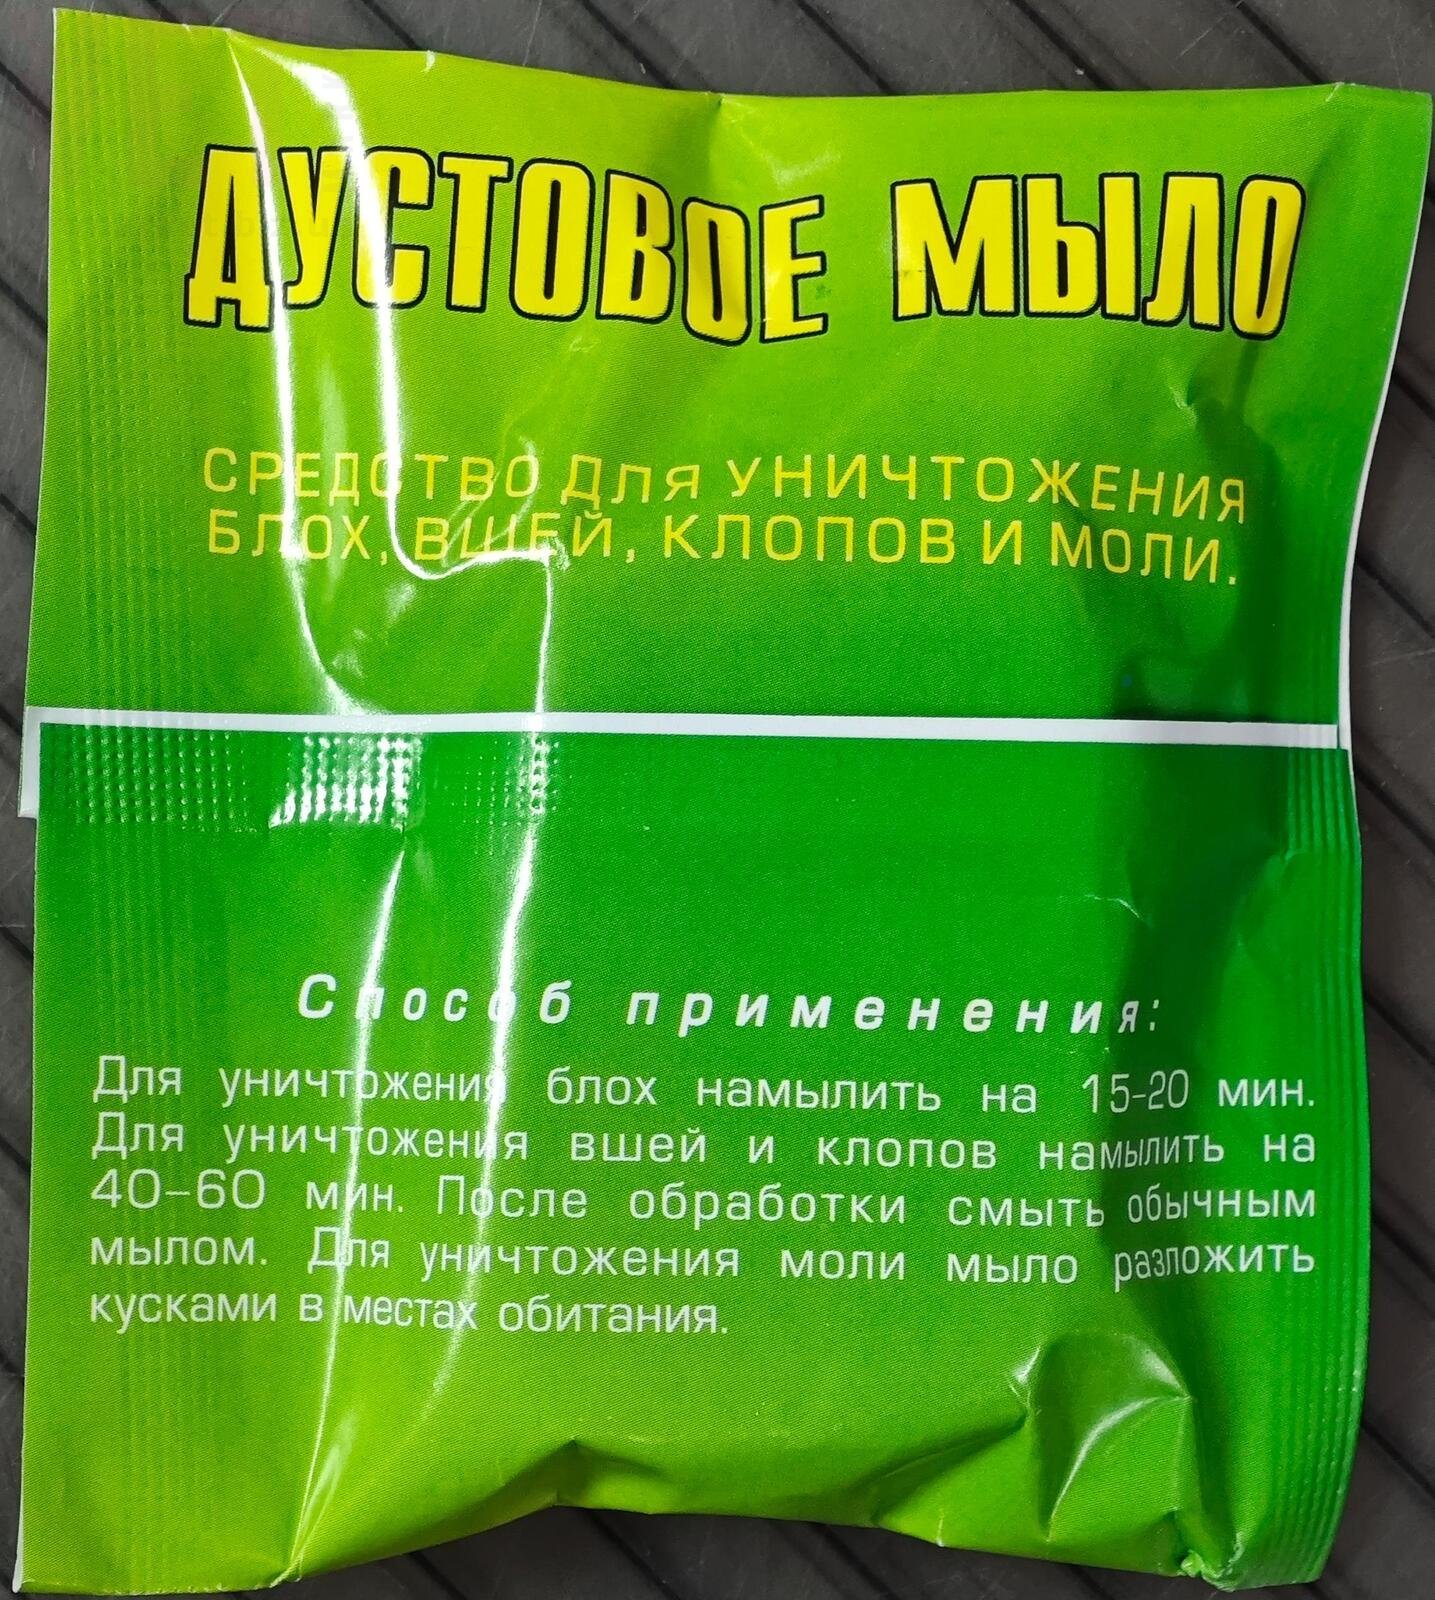 ДУСТОВОЕ МЫЛО
СРЕДСТВО Для УНИЧТОЖЕНИЯ
БЛОХ, ВШЕЙ, КЛОПОВ И МОЛИ.
Способ применения:
Для уничтожения блох намылить на 15-20 мин.
Для уничтожения вшей и клопов намылить на
40-60 мин. После обработки смыть обычным
мылом. Для уничтожения моли мыло разложить
кусками в местах обитания.